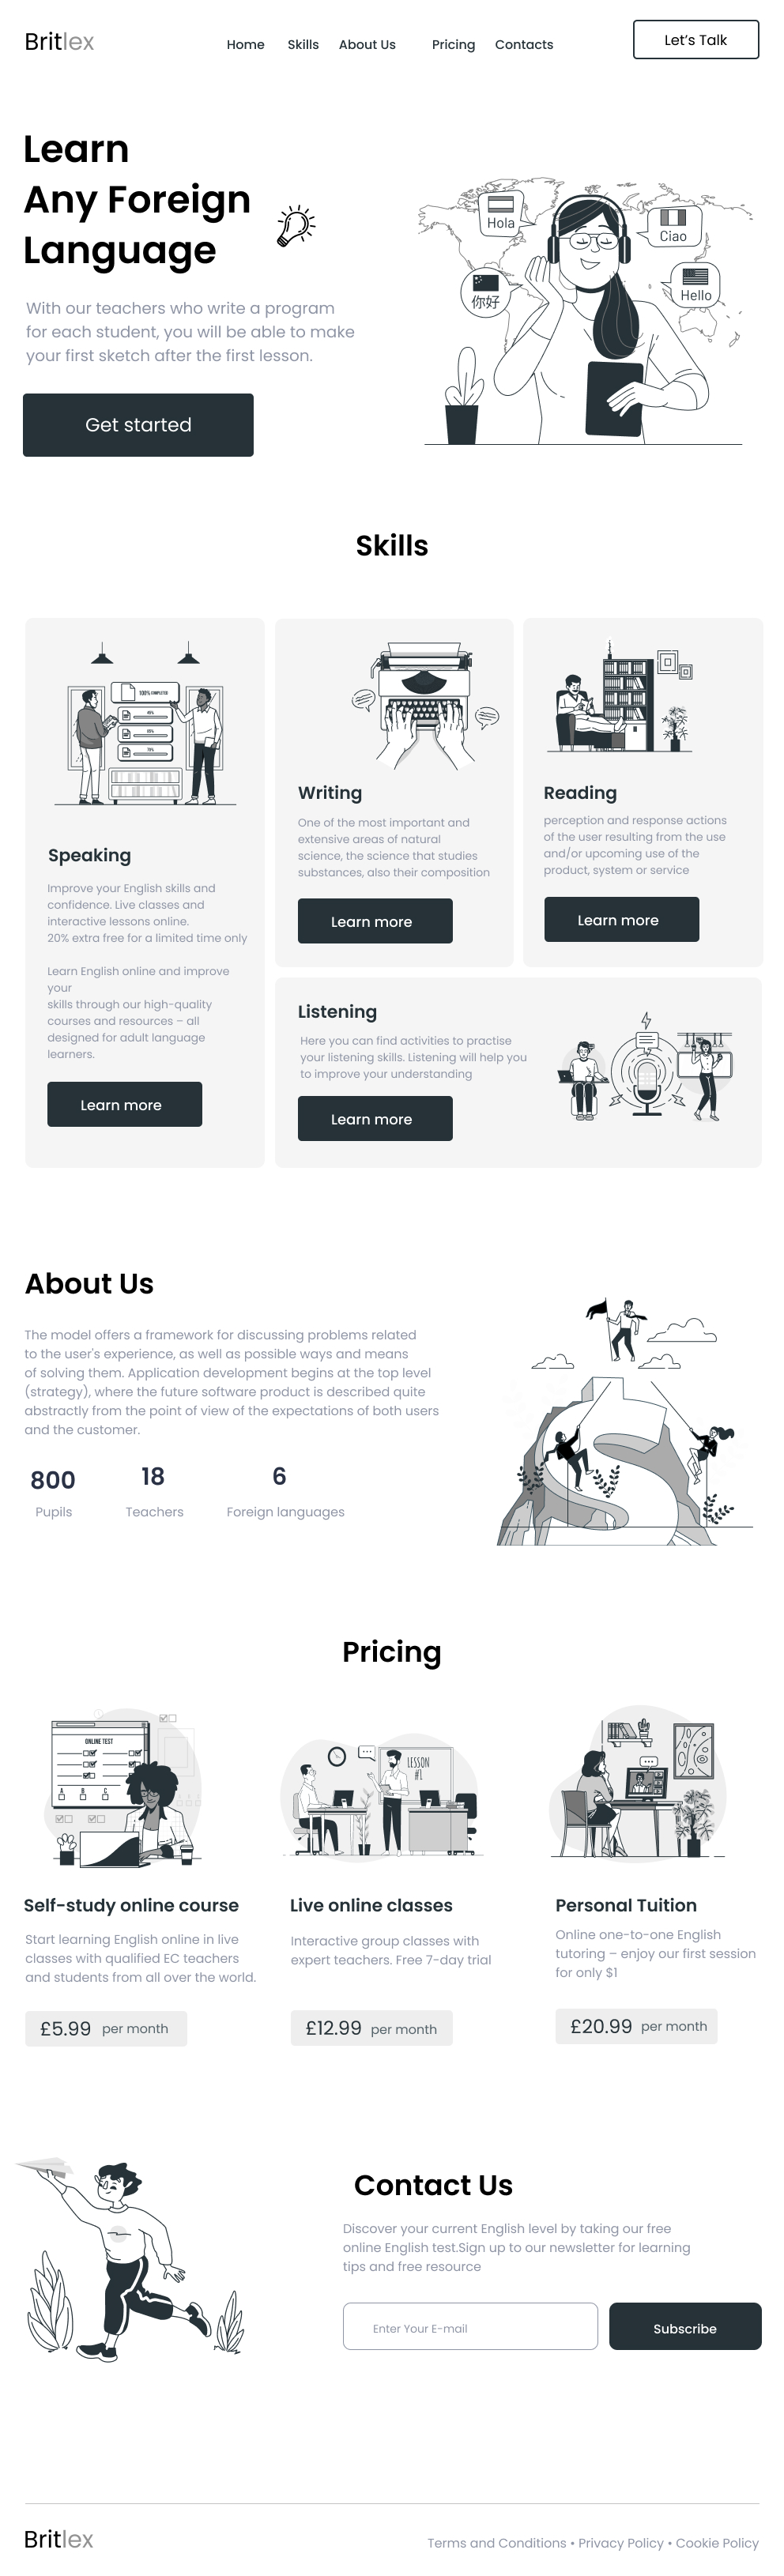 Britlex
Home Skills About Us Pricing Contacts
Let's Talk
Learn
Any Foreign
Language
With our teachers who write a program
for each student, you will be able to make
your first sketch after the first lesson.
Get started
Hola
Ciao
你好
Hello
Skills
100% COMPLETED
Speaking
Improve your English skills and
confidence. Live classes and
interactive lessons online.
20% extra free for a limited time only
Learn English online and improve
your
skills through our high-quality
courses and resources – all
designed for adult language
learners.
Learn more
Writing
One of the most important and
extensive areas of natural
science, the science that studies
substances, also their composition
Learn more
Reading
perception and response actions
of the user resulting from the use
and/or upcoming use of the
product, system or service
Learn more
Listening
Here you can find activities to practise
your listening skills. Listening will help you
to improve your understanding
Learn more
About Us
The model offers a framework for discussing problems related
to the user's experience, as well as possible ways and means
of solving them. Application development begins at the top level
(strategy), where the future software product is described quite
abstractly from the point of view of the expectations of both users
and the customer.
800 18 6
Pupils Teachers Foreign languages
Pricing
ONLINE TEST
A B C
Self-study online course
Start learning English online in live
classes with qualified EC teachers
and students from all over the world.
£5.99 per month
LESSON
#1
Live online classes
Interactive group classes with
expert teachers. Free 7-day trial
£12.99 per month
Personal Tuition
Online one-to-one English
tutoring – enjoy our first session
for only $1
£20.99 per month
Contact Us
Discover your current English level by taking our free
online English test.Sign up to our newsletter for learning
tips and free resource
Enter Your E-mail
Subscribe
Britlex
Terms and Conditions • Privacy Policy • Cookie Policy